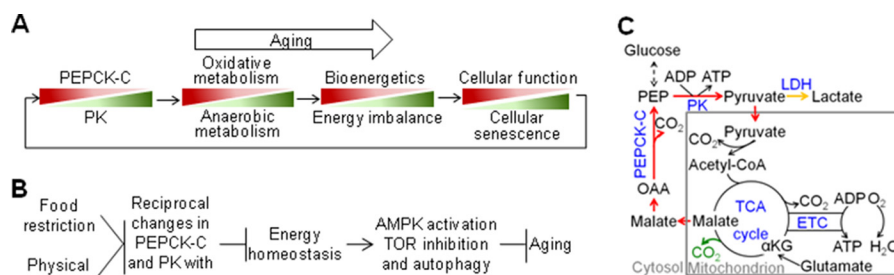 A
Aging
PEPCK-C
PK
Oxidative
metabolism
Anaerobic
metabolism
Bioenergetics
Energy imbalance
Cellular function
Cellular
senescence
B
Food
restriction
Physical
Reciprocal
changes in
PEPCK-C
and PK with
Energy
homeostasis
AMPK activation
TOR inhibition
and autophagy
Aging
C
Glucose
ADP ATP
LDH
PEP Pyruvate Lactate
PK
CO2
PEPCK-C
Pyruvate
CO2
Acetyl-CoA
OAA
TCA
cycle
CO2
ADP O2
ETC
Malate Malate
CO2
αKG
ATP H2O
Glutamate
Cytosol Mitochondrion